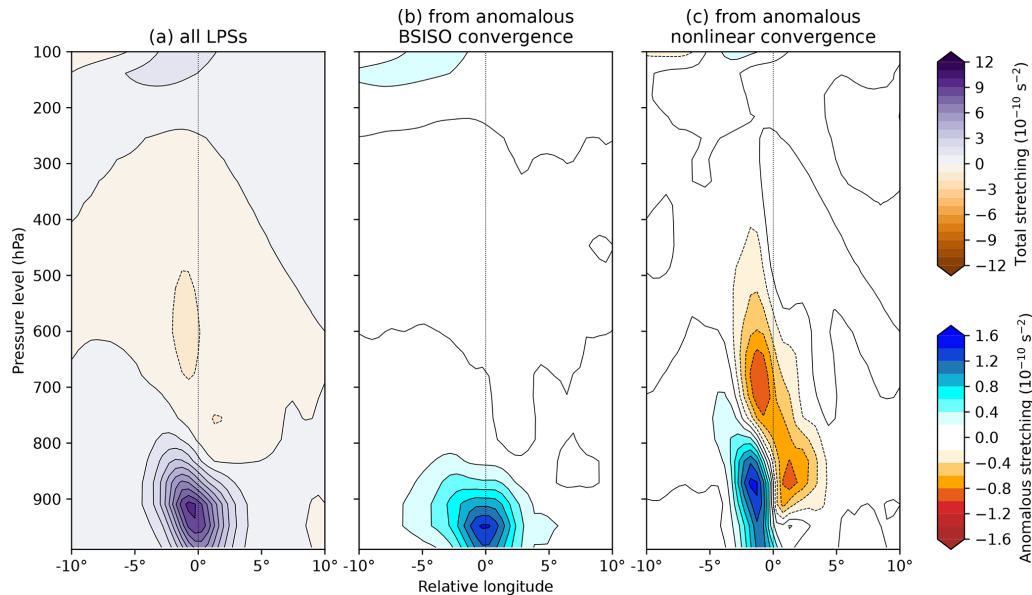 (a) all LPSs
(b) from anomalous
BSISO convergence
(c) from anomalous
nonlinear convergence
Pressure level (hPa)
100
200
300
400
500
600
700
800
900
-10° -5° 0° 5° 10°
-10° -5° 0° 5° 10°
-10° -5° 0° 5° 10°
Relative longitude
12
9
6
3
0
−3
−6
−9
−12
Total stretching (10⁻¹⁰ s⁻²)
1.6
1.2
0.8
0.4
0.0
−0.4
−0.8
−1.2
−1.6
Anomalous stretching (10⁻¹⁰ s⁻²)